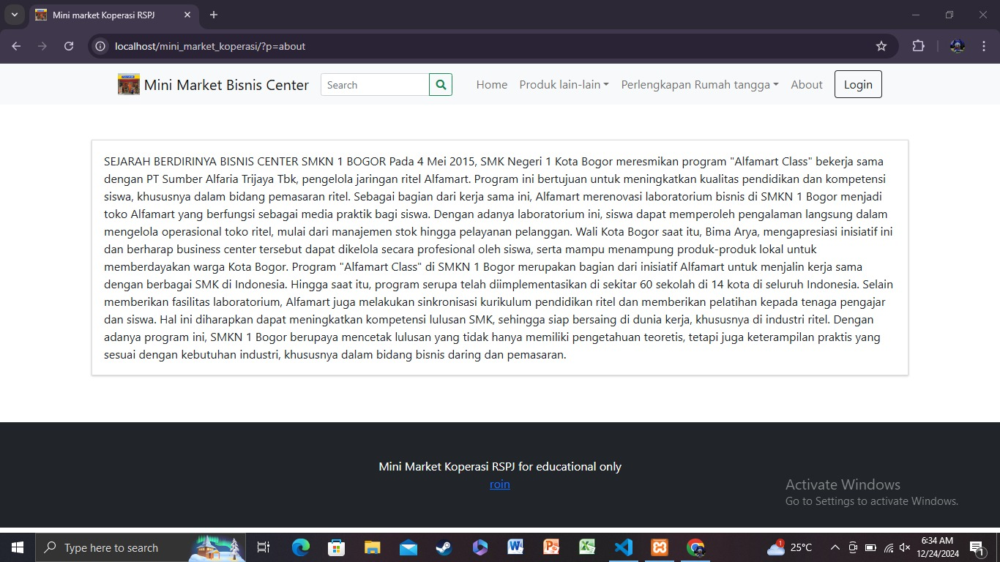 Mini market Koperasi RSPJ
localhost/mini_market_koperasi/?p=about
Mini Market Bisnis Center
Search
Home
Produk lain-lain
Perlengkapan Rumah tangga
About
Login
SEJARAH BERDIRINYA BISNIS CENTER SMKN 1 BOGOR Pada 4 Mei 2015, SMK Negeri 1 Kota Bogor meresmikan program "Alfamart Class" bekerja sama
dengan PT Sumber Alfaria Trijaya Tbk, pengelola jaringan ritel Alfamart. Program ini bertujuan untuk meningkatkan kualitas pendidikan dan kompetensi
siswa, khususnya dalam bidang pemasaran ritel. Sebagai bagian dari kerja sama ini, Alfamart merenovasi laboratorium bisnis di SMKN 1 Bogor menjadi
toko Alfamart yang berfungsi sebagai media praktik bagi siswa. Dengan adanya laboratorium ini, siswa dapat memperoleh pengalaman langsung dalam
mengelola operasional toko ritel, mulai dari manajemen stok hingga pelayanan pelanggan. Wali Kota Bogor saat itu, Bima Arya, mengapresiasi inisiatif ini
dan berharap business center tersebut dapat dikelola secara profesional oleh siswa, serta mampu menampung produk-produk lokal untuk
memberdayakan warga Kota Bogor. Program "Alfamart Class" di SMKN 1 Bogor merupakan bagian dari inisiatif Alfamart untuk menjalin kerja sama
dengan berbagai SMK di Indonesia. Hingga saat itu, program serupa telah diimplementasikan di sekitar 60 sekolah di 14 kota di seluruh Indonesia. Selain
memberikan fasilitas laboratorium, Alfamart juga melakukan sinkronisasi kurikulum pendidikan ritel dan memberikan pelatihan kepada tenaga pengajar
dan siswa. Hal ini diharapkan dapat meningkatkan kompetensi lulusan SMK, sehingga siap bersaing di dunia kerja, khususnya di industri ritel. Dengan
adanya program ini, SMKN 1 Bogor berupaya mencetak lulusan yang tidak hanya memiliki pengetahuan teoretis, tetapi juga keterampilan praktis yang
sesuai dengan kebutuhan industri, khususnya dalam bidang bisnis daring dan pemasaran.
Mini Market Koperasi RSPJ for educational only
roin
Activate Windows
Go to Settings to activate Windows.
Type here to search
1
25°C
6:34 AM
12/24/2024
1